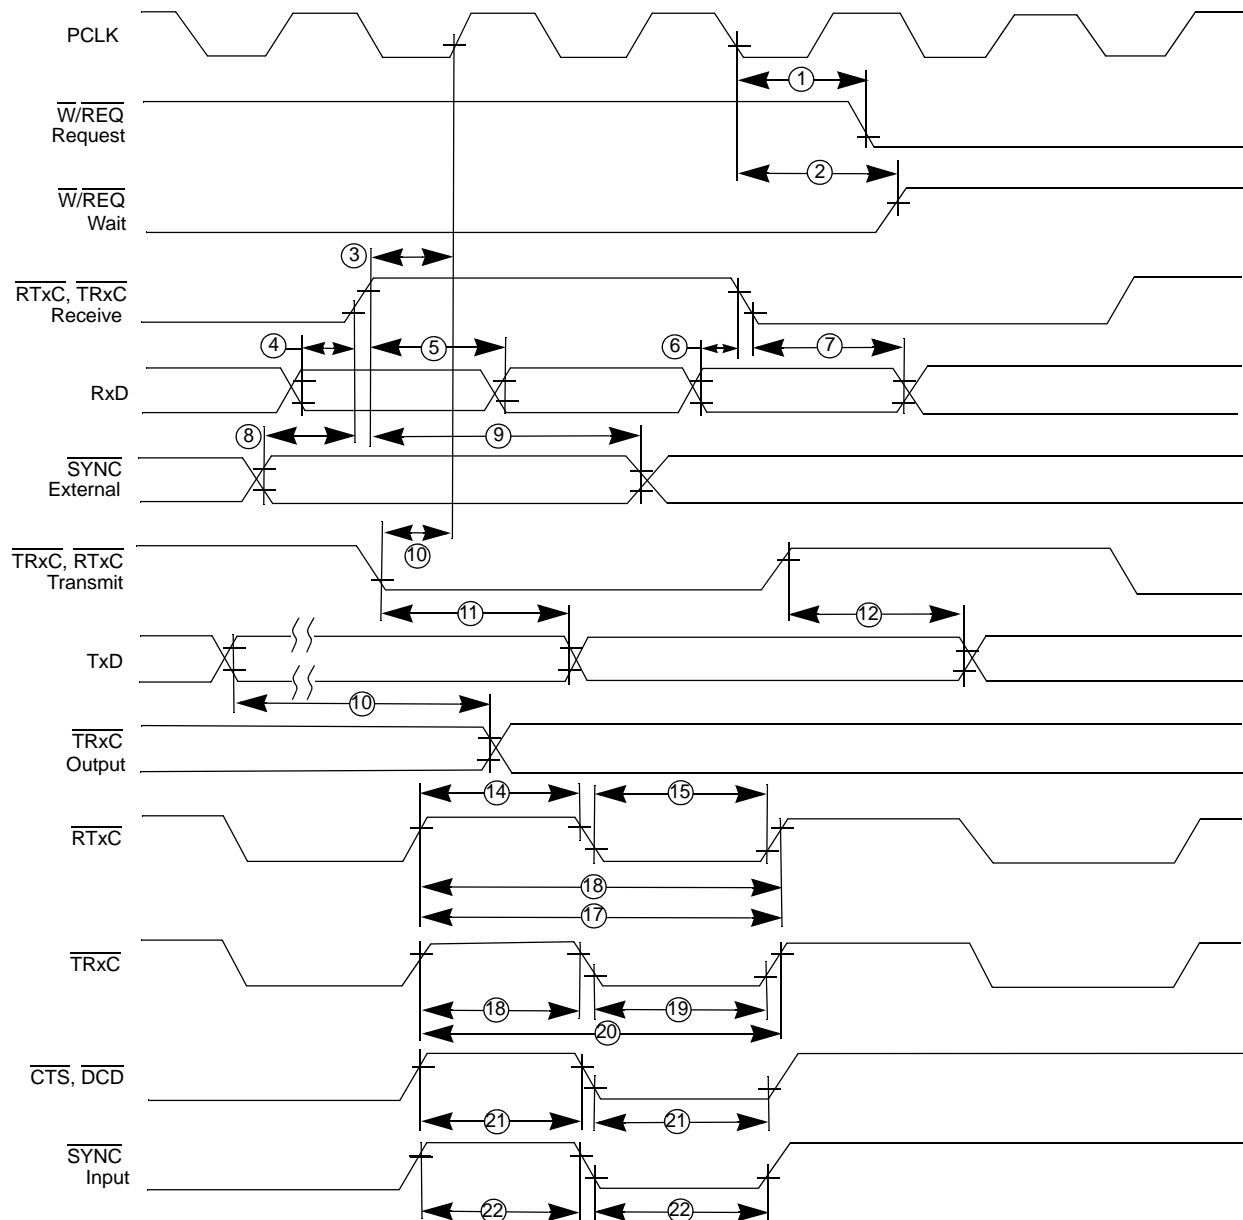 PCLK
1
W/REQ
Request
2
W/REQ
Wait
3
RTxC, TRxC
Receive
4
5
6
7
RxD
8
9
SYNC
External
10
TRxC, RTxC
Transmit
11
12
TxD
10
TRxC
Output
14
15
RTxC
18
17
TRxC
18
19
20
CTS, DCD
21
21
SYNC
Input
22
22